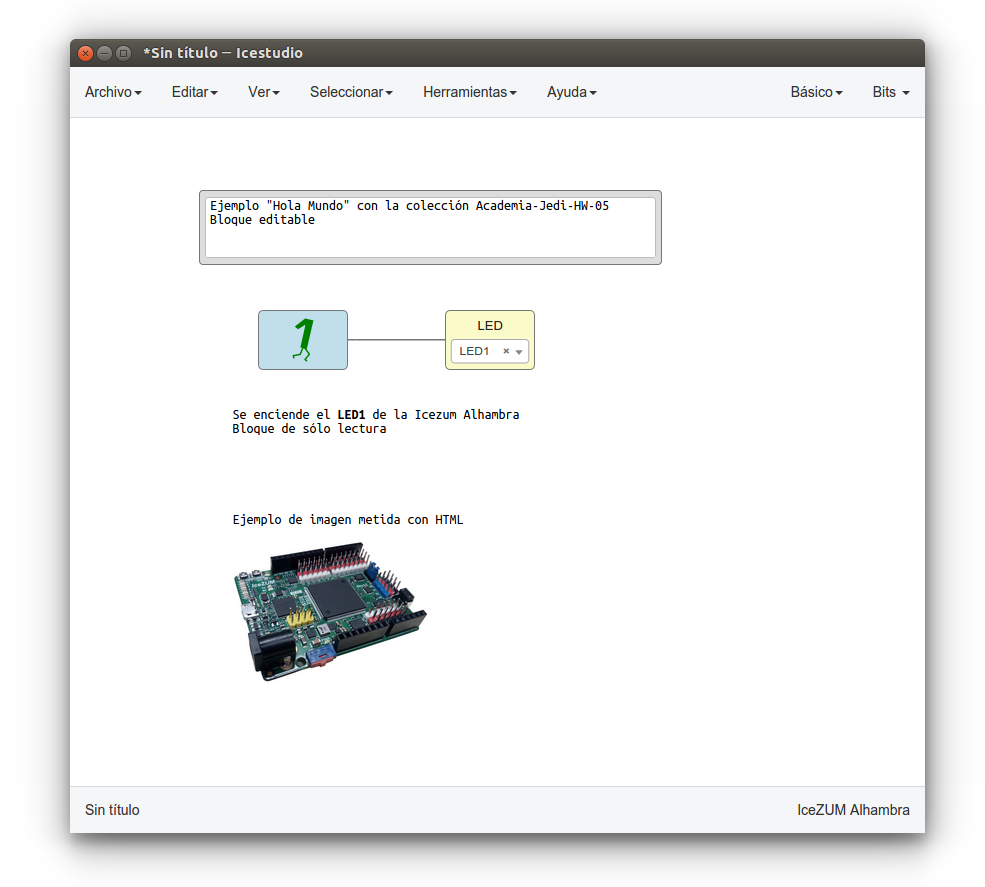 *Sin título – Icestudio
Archivo Editar Ver Seleccionar Herramientas Ayuda Básico Bits
Ejemplo "Hola Mundo" con la colección Academia-Jedi-HW-05
Bloque editable
1
LED
LED1
Se enciende el LED1 de la Icezum Alhambra
Bloque de sólo lectura
Ejemplo de imagen metida con HTML
IceZUM
Sin título IceZUM Alhambra